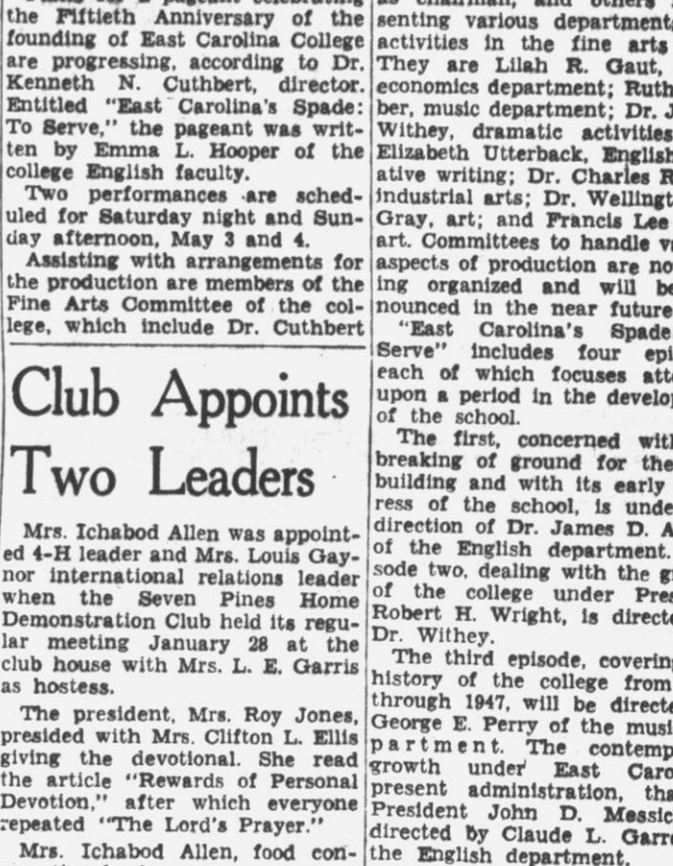 the Fiftieth Anniversary of the
founding of East Carolina College
are progressing, according to Dr.
Kenneth N. Cuthbert, director.
Entitled "East Carolina's Spade:
To Serve," the pageant was writ-
ten by Emma L. Hooper of the
college English faculty.
Two performances are sched-
uled for Saturday night and Sun-
day afternoon, May 3 and 4.
Assisting with arrangements for
the production are members of the
Fine Arts Committee of the col-
lege, which include Dr. Cuthbert
Club Appoints
Two Leaders
Mrs. Ichabod Allen was appoint-
ed 4-H leader and Mrs. Louis Gay-
nor international relations leader
when the Seven Pines Home
Demonstration Club held its regu-
lar meeting January 28 at the
club house with Mrs. L. E. Garris
as hostess.
The president, Mrs. Roy Jones,
presided with Mrs. Clifton L. Ellis
giving the devotional. She read
the article "Rewards of Personal
Devotion," after which everyone
repeated "The Lord's Prayer."
Mrs. Ichabod Allen, food con-
as chairman, and others
senting various department
activities in the fine arts
They are Lilah R. Gaut,
economics department; Ruth
ber, music department; Dr. J
Withey, dramatic activities
Elizabeth Utterback, English
ative writing; Dr. Charles R
industrial arts; Dr. Wellingt
Gray, art; and Francis Lee
art. Committees to handle v
aspects of production are no
ing organized and will be
nounced in the near future
"East Carolina's Spade
Serve" includes four epi
each of which focuses att
upon a period in the develo
of the school.
The first, concerned wit
breaking of ground for the
building and with its early
ress of the school, is unde
direction of Dr. James D. A
of the English department.
sode two, dealing with the g
of the college under Pres
Robert H. Wright, is directe
Dr. Withey.
The third episode, covering
history of the college from
through 1947, will be directe
George E. Perry of the musi
partment. The contemp
growth under East Caro
present administration, tha
President John D. Messic
directed by Claude L. Garr
the English department.